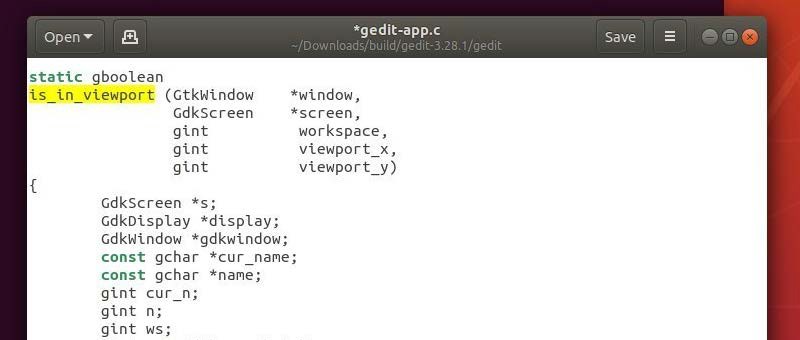 Open
*gedit-app.c
~/Downloads/build/gedit-3.28.1/gedit
Save
static gboolean
is_in_viewport (GtkWindow    *window,
                GdkScreen    *screen,
                gint          workspace,
                gint          viewport_x,
                gint          viewport_y)
{
        GdkScreen *s;
        GdkDisplay *display;
        GdkWindow *gdkwindow;
        const gchar *cur_name;
        const gchar *name;
        gint cur_n;
        gint n;
        gint ws;